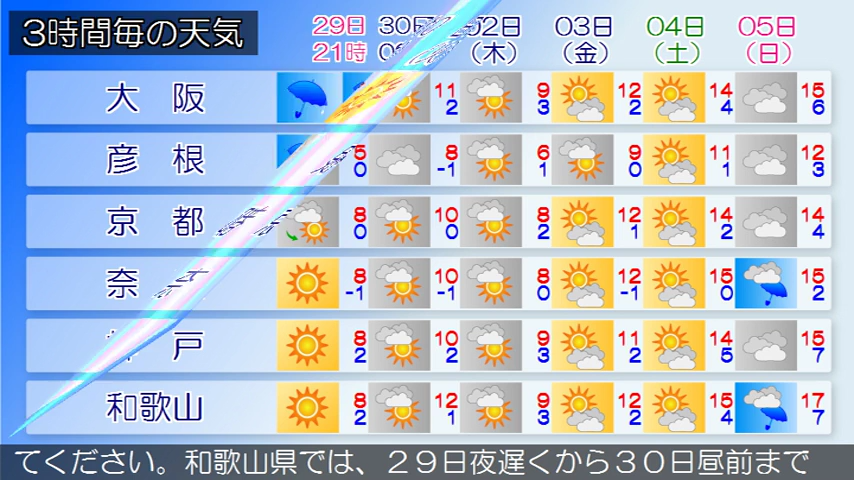 3時間毎の天気
29日 30日 02日 03日 04日 05日
21時 (木) (金) (土) (日)
大阪 11 2 9 3 12 2 14 4 15 6
彦根 5 0 8 -1 6 1 9 0 11 1 12 3
京都 8 0 10 0 8 2 12 1 14 2 14 4
奈 8 -1 10 -1 8 0 12 -1 15 0 15 2
戸 8 2 10 2 9 3 11 2 14 5 15 7
和歌山 8 2 12 1 9 3 12 2 15 4 17 7
てください。和歌山県では、29日夜遅くから30日昼前まで